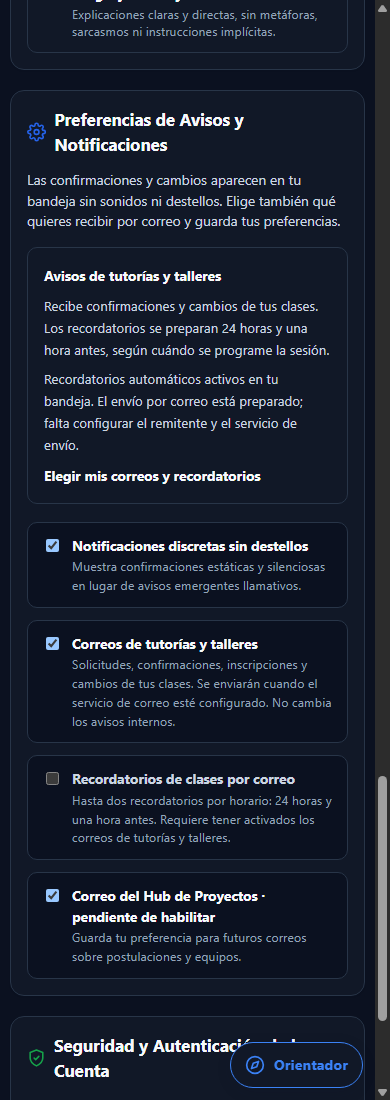 Explicaciones claras y directas, sin metáforas,
sarcasmos ni instrucciones implícitas.
Preferencias de Avisos y
Notificaciones
Las confirmaciones y cambios aparecen en tu
bandeja sin sonidos ni destellos. Elige también qué
quieres recibir por correo y guarda tus preferencias.
Avisos de tutorías y talleres
Recibe confirmaciones y cambios de tus clases.
Los recordatorios se preparan 24 horas y una
hora antes, según cuándo se programe la sesión.
Recordatorios automáticos activos en tu
bandeja. El envío por correo está preparado;
falta configurar el remitente y el servicio de
envío.
Elegir mis correos y recordatorios
Notificaciones discretas sin destellos
Muestra confirmaciones estáticas y silenciosas
en lugar de avisos emergentes llamativos.
Correos de tutorías y talleres
Solicitudes, confirmaciones, inscripciones y
cambios de tus clases. Se enviarán cuando el
servicio de correo esté configurado. No cambia
los avisos internos.
Recordatorios de clases por correo
Hasta dos recordatorios por horario: 24 horas y
una hora antes. Requiere tener activados los
correos de tutorías y talleres.
Correo del Hub de Proyectos ·
pendiente de habilitar
Guarda tu preferencia para futuros correos
sobre postulaciones y equipos.
Seguridad y Autenticación
Cuenta
Orientador